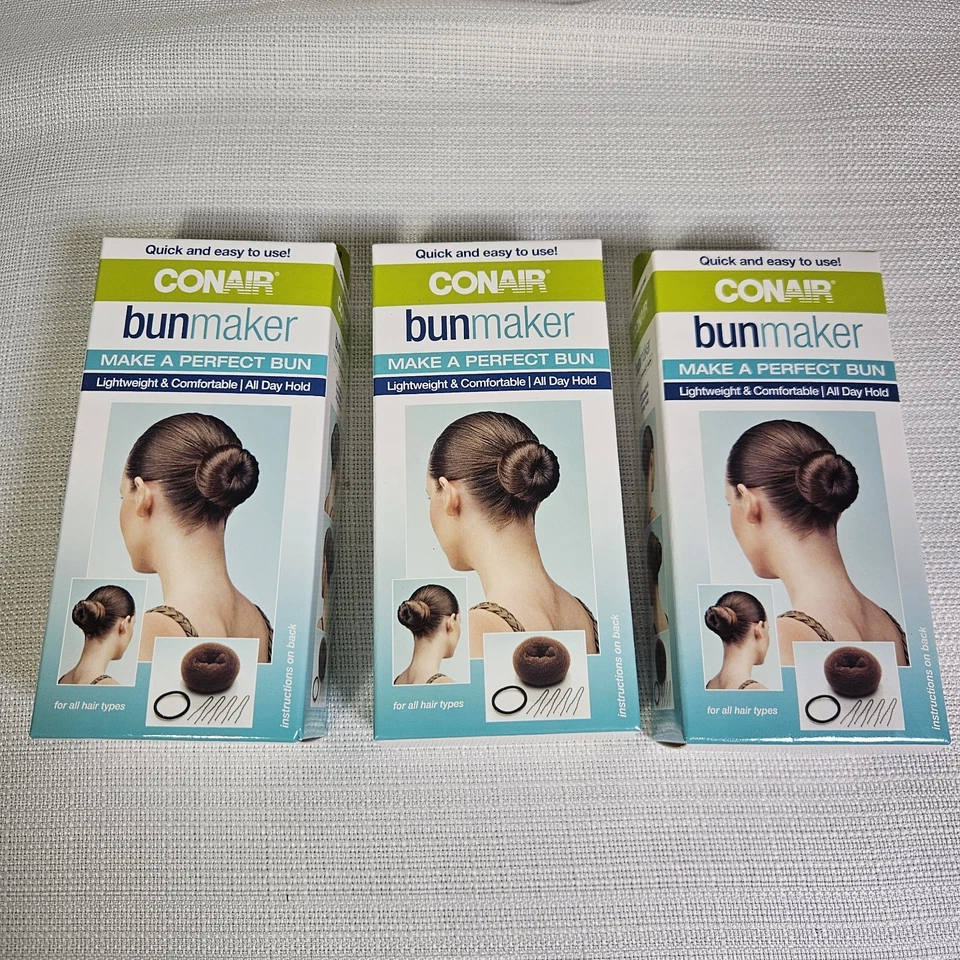 Quick and easy to use!
CONAIR®
bunmaker
MAKE A PERFECT BUN
Lightweight & Comfortable | All Day Hold
for all hair types
instructions on back
Quick and easy to use!
CONAIR®
bunmaker
MAKE A PERFECT BUN
Lightweight & Comfortable | All Day Hold
for all hair types
instructions on back
Quick and easy to use!
CONAIR®
bunmaker
MAKE A PERFECT BUN
Lightweight & Comfortable | All Day Hold
for all hair types
instructions on back